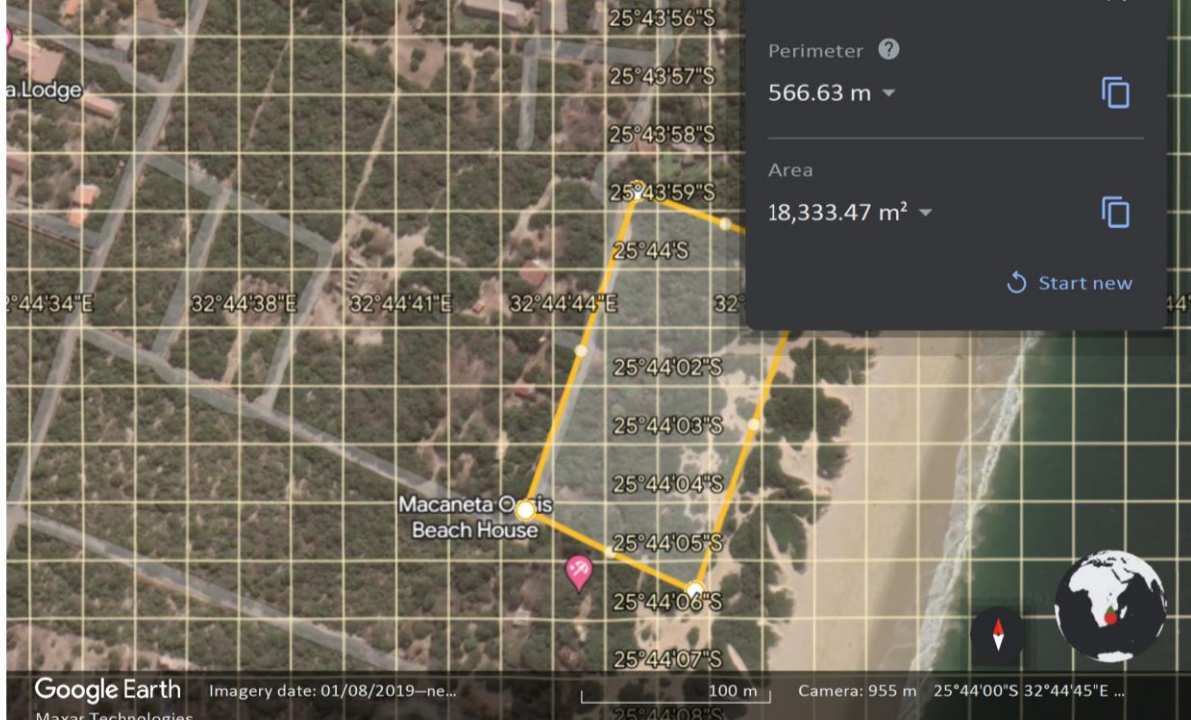 25°43'56"S
Perimeter ?
25°43'57"S
a Lodge
566.63 m
25°43'58"S
Area
25°43'59"S
18,333.47 m²
25°44'S
Start new
32°44'38"E
32°44'41"E
32°44'44"E
25°44'02"S
25°44'03"S
25°44'04"S
Macaneta Oasis
Beach House
25°44'05"S
25°44'06"S
25°44'07"S
Google Earth
Imagery date: 01/08/2019—ne...
100 m
Camera: 955 m
25°44'00"S 32°44'45"E ...
Maxar Technologies
25°44'08"S